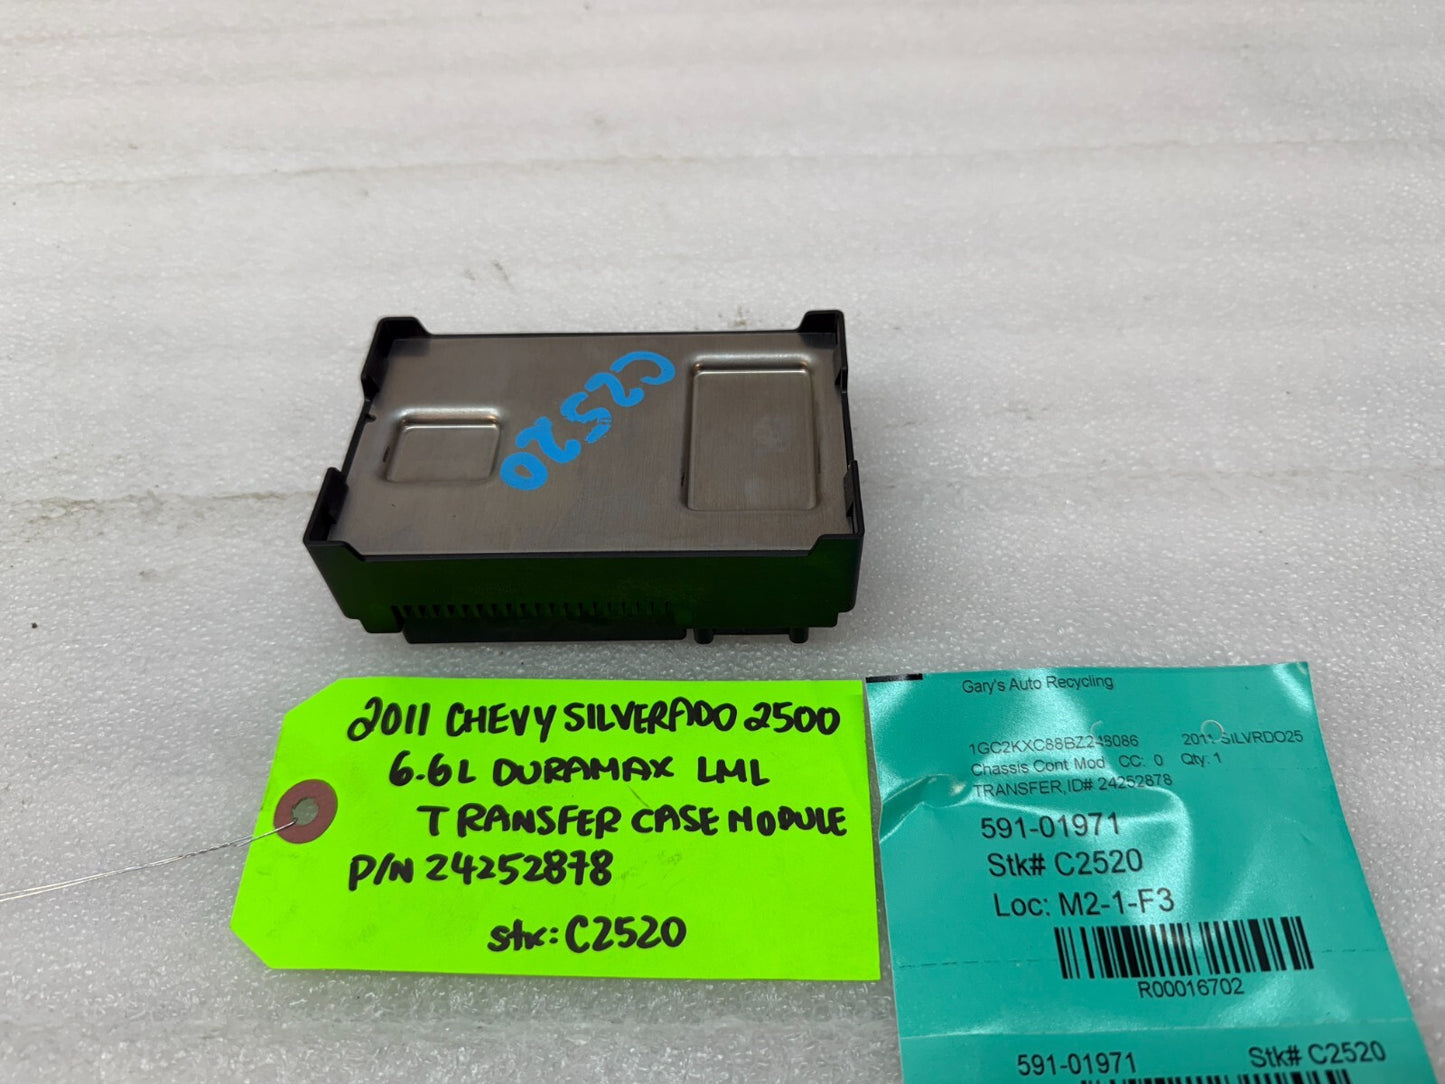 C2520
2011 CHEVY SILVERADO 2500
6.6L DURAMAX LML
TRANSFER CASE MODULE
P/N 24252878
stk: C2520
Gary's Auto Recycling
1GC2KXC88BZ248086 2011 SILVRDO25
Chassis Cont Mod CC: 0 Qty: 1
TRANSFER,ID# 24252878
591-01971
Stk# C2520
Loc: M2-1-F3
R00016702
591-01971 Stk# C2520